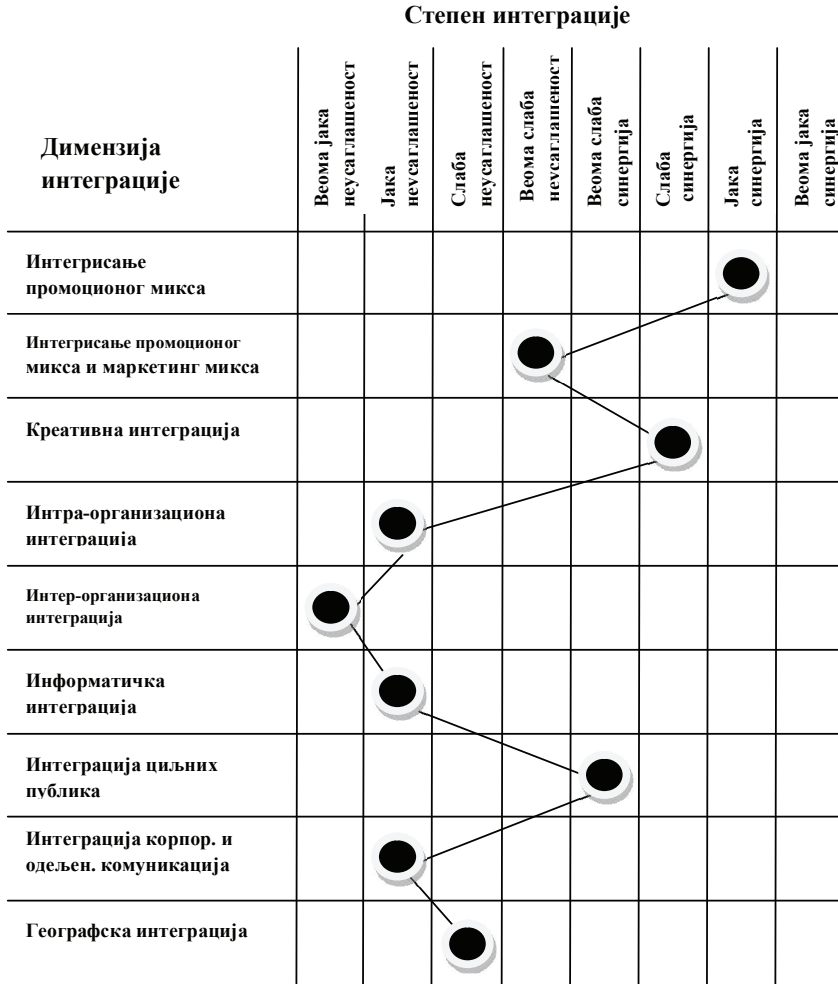 Степен интеграције
Димензија
интеграције
Веома јака
неусаглашеност
Јака
неусаглашеност
Слаба
неусаглашеност
Веома слаба
неусаглашеност
Веома слаба
синергија
Слаба
синергија
Јака
синергија
Веома јака
синергија
Интегрисање
промоционог микса
Интегрисање промоционог
микса и маркетинг микса
Креативна интеграција
Интра-организациона
интеграција
Интер-организациона
интеграција
Информатичка
интеграција
Интеграција циљних
публика
Интеграција корпор. и
одељен. комуникација
Географска интеграција